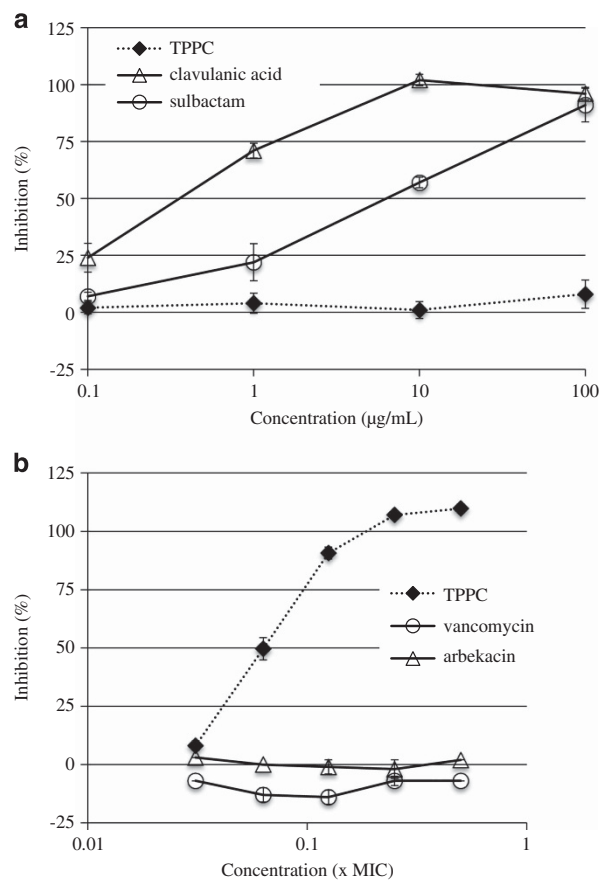 a
125
100
75
50
25
0
-25
Inhibition (%)
TPPC
clavulanic acid
sulbactam
0.1 1 10 100
Concentration (µg/mL)
b
125
100
75
50
25
0
-25
Inhibition (%)
TPPC
vancomycin
arbekacin
0.01 0.1 1
Concentration (x MIC)